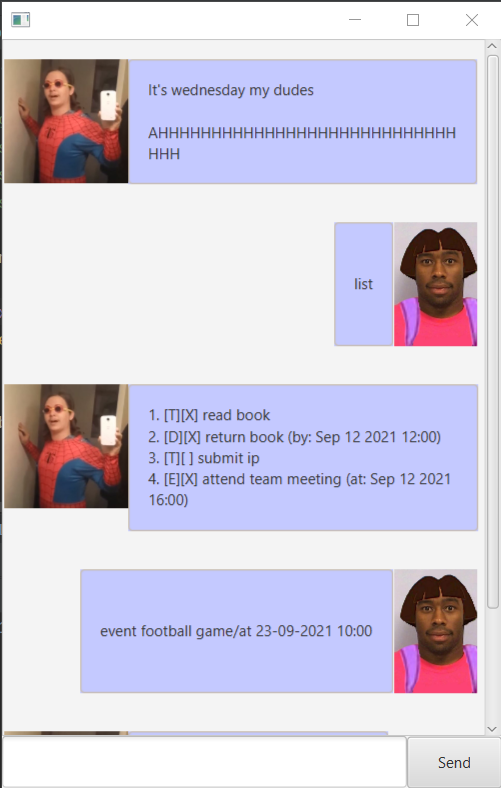 It's wednesday my dudes
AHHHHHHHHHHHHHHHHHHHHHHHHHHHH
HHH
list
1. [T][X] read book
2. [D][X] return book (by: Sep 12 2021 12:00)
3. [T][ ] submit ip
4. [E][X] attend team meeting (at: Sep 12 2021
16:00)
event football game/at 23-09-2021 10:00
Send